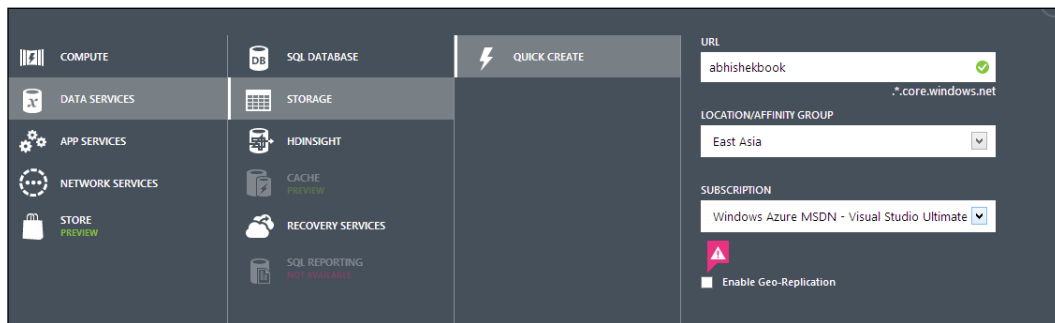 COMPUTE
DATA SERVICES
APP SERVICES
NETWORK SERVICES
STORE
PREVIEW
DB
SQL DATABASE
STORAGE
HDINSIGHT
CACHE
PREVIEW
RECOVERY SERVICES
SQL REPORTING
NOT AVAILABLE
QUICK CREATE
URL
abhishekbook
.*.core.windows.net
LOCATION/AFFINITY GROUP
East Asia
SUBSCRIPTION
Windows Azure MSDN - Visual Studio Ultimate
Enable Geo-Replication